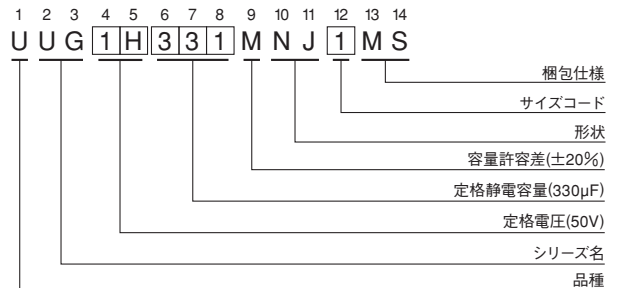 1 2 3 4 5 6 7 8 9 10 11 12 13 14
U U G 1 H 3 3 1 M N J 1 M S
梱包仕様
サイズコード
形状
容量許容差(±20%)
定格静電容量(330μF)
定格電圧(50V)
シリーズ名
品種